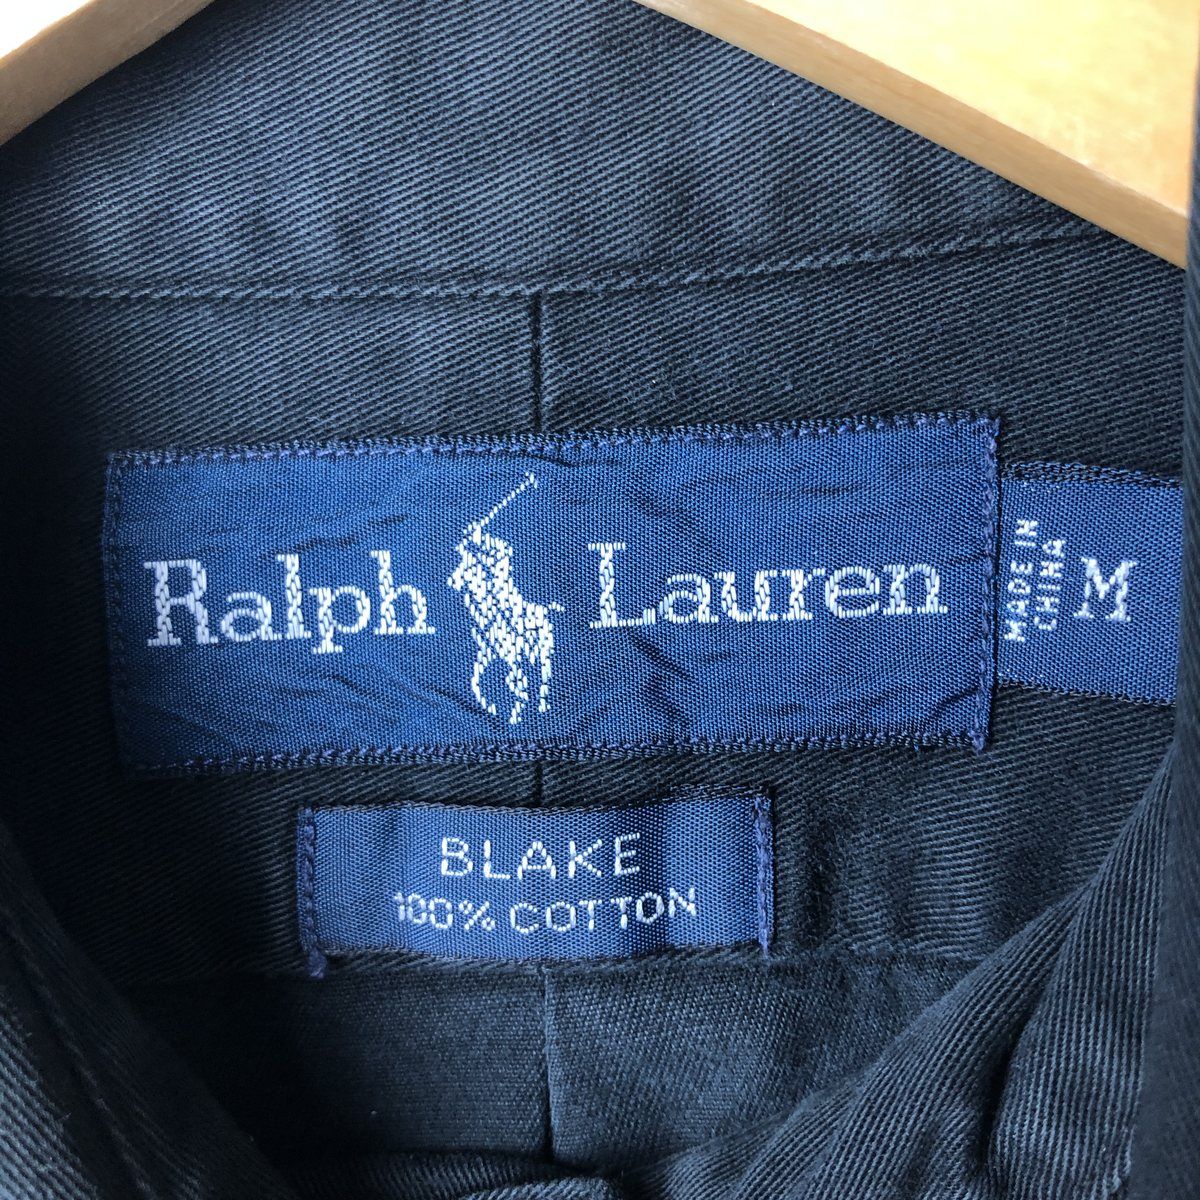 Ralph Lauren
MADE IN
CHINA
M
BLAKE
100% COTTON